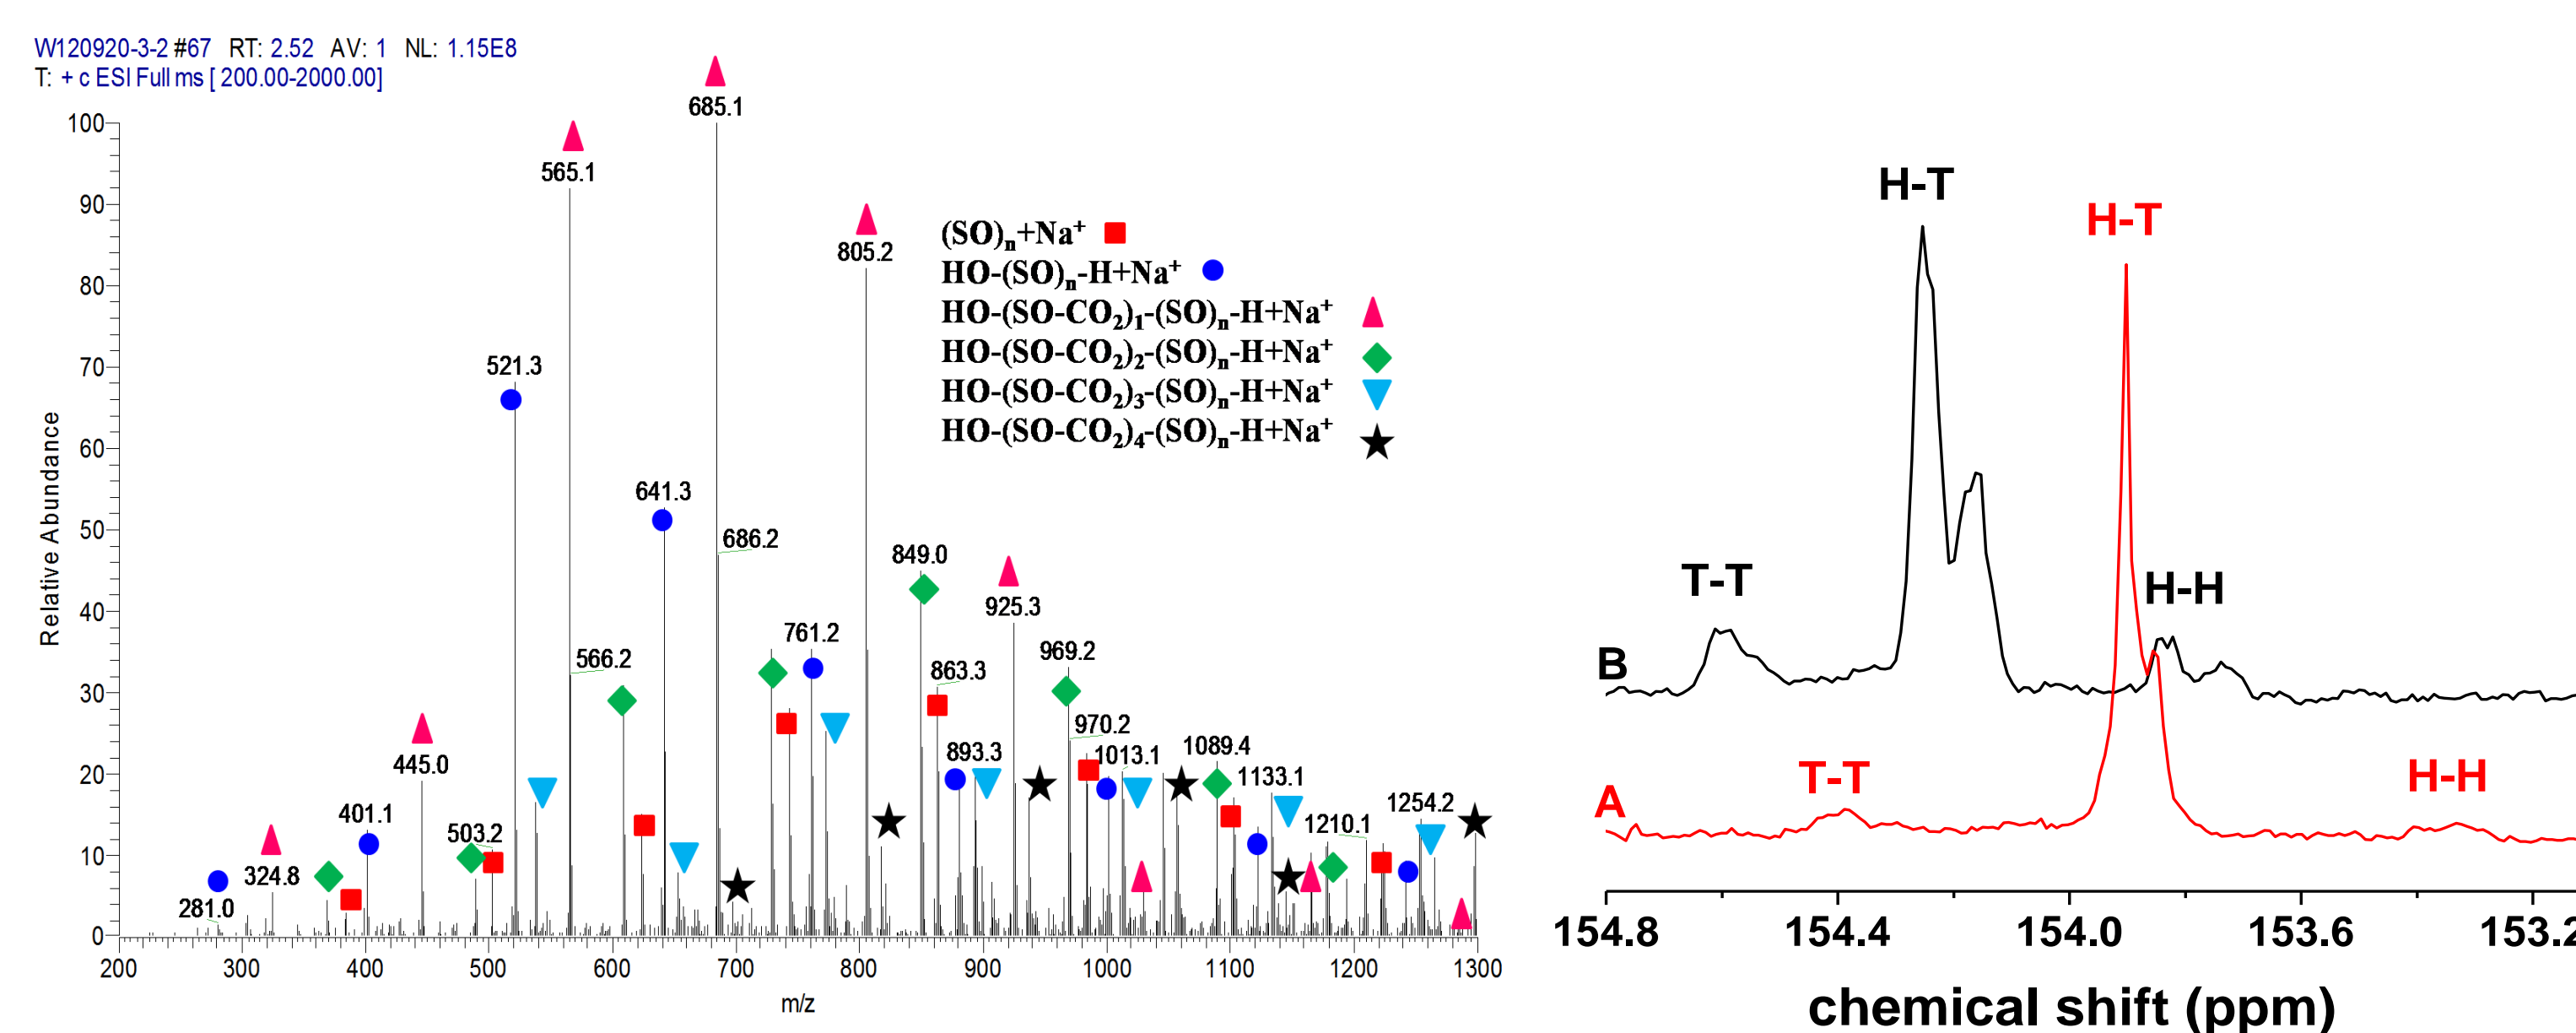 W120920-3-2 #67 RT: 2.52 AV: 1 NL: 1.15E8
T: + c ESI Full ms [ 200.00-2000.00]
685.1
565.1
805.2
521.3
641.3
686.2
849.0
925.3
761.2
566.2
969.2
863.3
970.2
893.3
1013.1
1089.4
1133.1
445.0
401.1
503.2
1210.1
1254.2
324.8
281.0
(SO)n+Na+
HO-(SO)n-H+Na+
HO-(SO-CO2)1-(SO)n-H+Na+
HO-(SO-CO2)2-(SO)n-H+Na+
HO-(SO-CO2)3-(SO)n-H+Na+
HO-(SO-CO2)4-(SO)n-H+Na+
Relative Abundance
100
90
80
70
60
50
40
30
20
10
0
200 300 400 500 600 700 800 900 1000 1100 1200 1300
m/z
H-T
H-T
T-T
H-H
B
T-T
H-H
A
154.8 154.4 154.0 153.6 153.2
chemical shift (ppm)